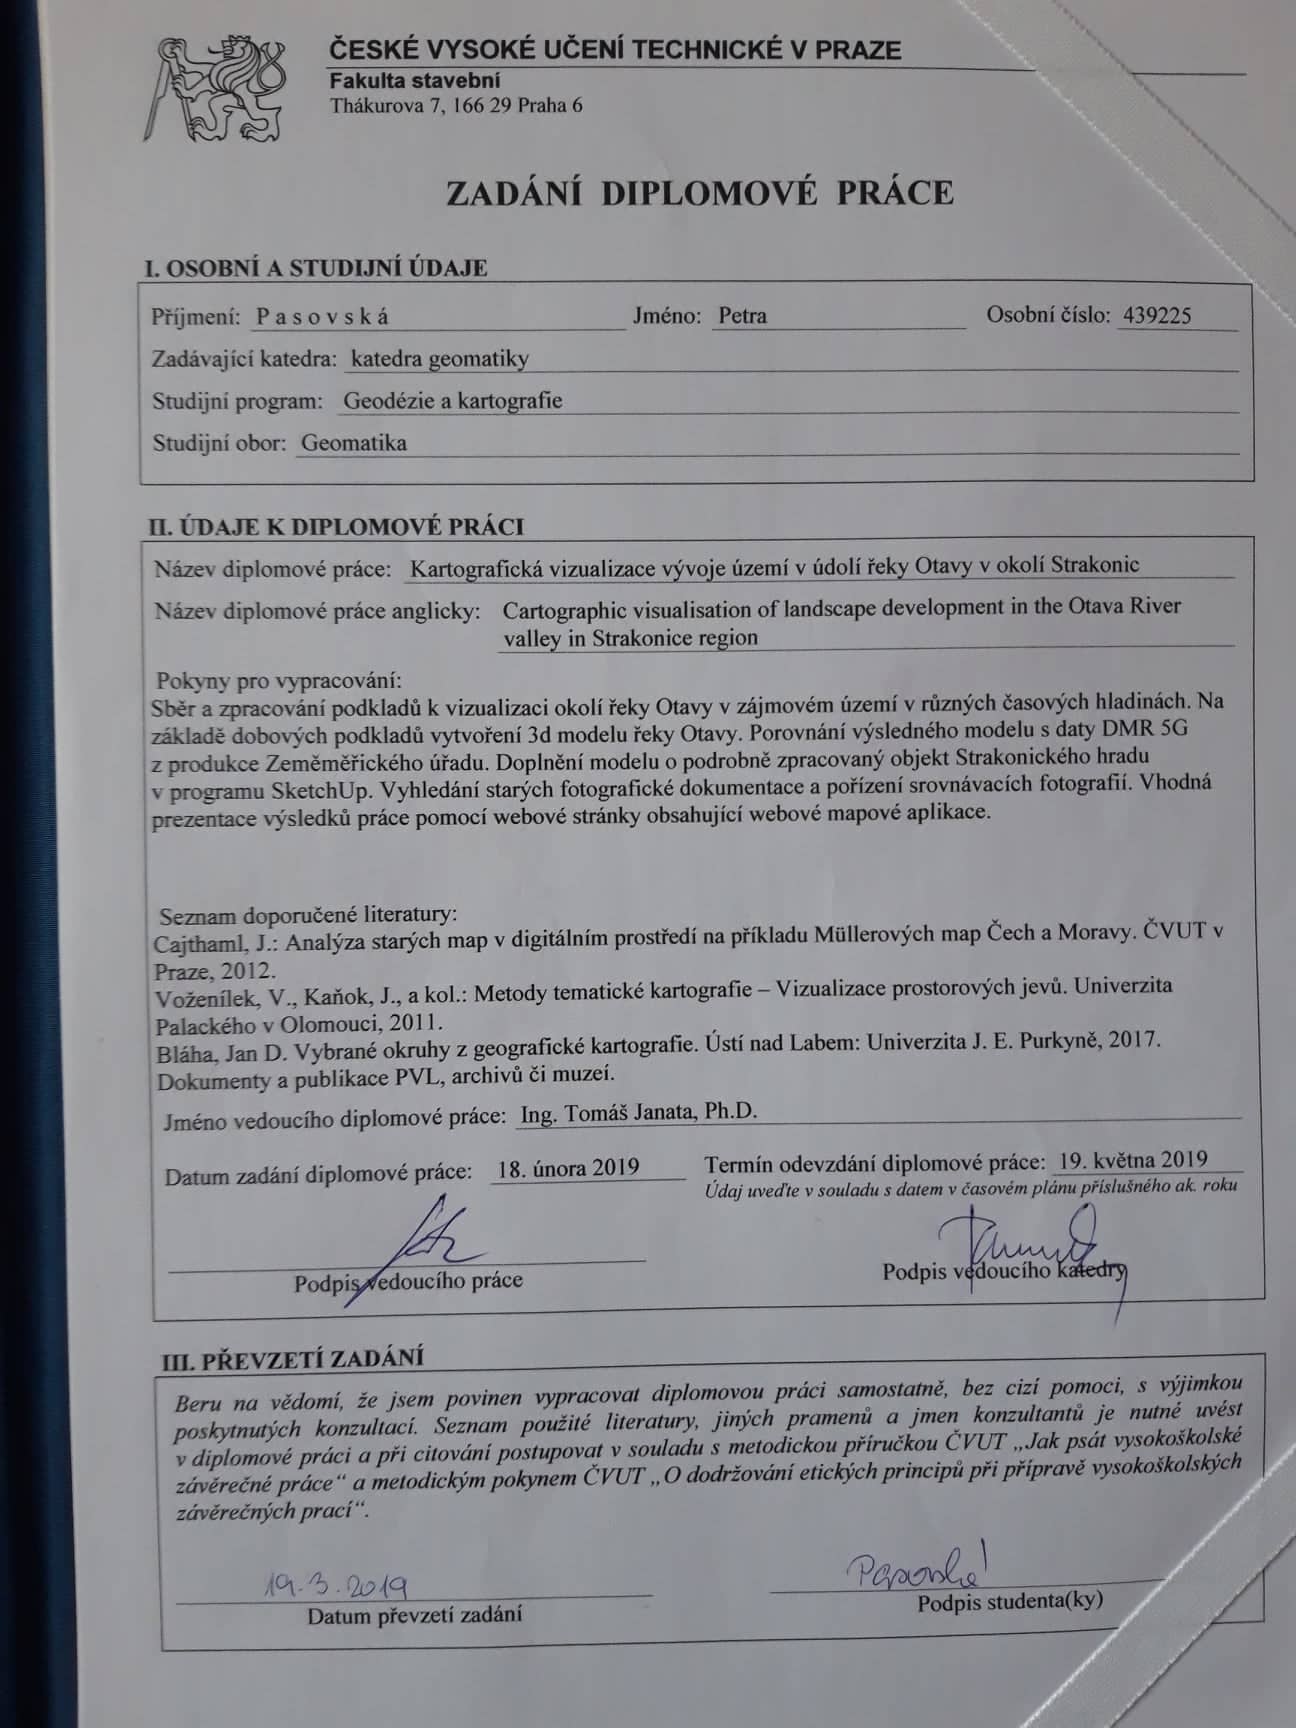 ČESKÉ VYSOKÉ UČENÍ TECHNICKÉ V PRAZE
Fakulta stavební
Thákurova 7, 166 29 Praha 6
ZADÁNÍ DIPLOMOVÉ PRÁCE
I. OSOBNÍ A STUDIJNÍ ÚDAJE
Příjmení: Pasovská Jméno: Petra Osobní číslo: 439225
Zadávající katedra: katedra geomatiky
Studijní program: Geodézie a kartografie
Studijní obor: Geomatika
II. ÚDAJE K DIPLOMOVÉ PRÁCI
Název diplomové práce: Kartografická vizualizace vývoje území v údolí řeky Otavy v okolí Strakonic
Název diplomové práce anglicky: Cartographic visualisation of landscape development in the Otava River
valley in Strakonice region
Pokyny pro vypracování:
Sběr a zpracování podkladů k vizualizaci okolí řeky Otavy v zájmovém území v různých časových hladinách. Na
základě dobových podkladů vytvoření 3d modelu řeky Otavy. Porovnání výsledného modelu s daty DMR 5G
z produkce Zeměměřického úřadu. Doplnění modelu o podrobně zpracovaný objekt Strakonického hradu
v programu SketchUp. Vyhledání starých fotografické dokumentace a pořízení srovnávacích fotografií. Vhodná
prezentace výsledků práce pomocí webové stránky obsahující webové mapové aplikace.
Seznam doporučené literatury:
Cajthaml, J.: Analýza starých map v digitálním prostředí na příkladu Müllerových map Čech a Moravy. ČVUT v
Praze, 2012.
Voženílek, V., Kaňok, J., a kol.: Metody tematické kartografie – Vizualizace prostorových jevů. Univerzita
Palackého v Olomouci, 2011.
Bláha, Jan D. Vybrané okruhy z geografické kartografie. Ústí nad Labem: Univerzita J. E. Purkyně, 2017.
Dokumenty a publikace PVL, archivů či muzeí.
Jméno vedoucího diplomové práce: Ing. Tomáš Janata, Ph.D.
Datum zadání diplomové práce: 18. února 2019 Termín odevzdání diplomové práce: 19. května 2019
Údaj uveďte v souladu s datem v časovém plánu příslušného ak. roku
Podpis vedoucího práce Podpis vedoucího katedry
III. PŘEVZETÍ ZADÁNÍ
Beru na vědomí, že jsem povinen vypracovat diplomovou práci samostatně, bez cizí pomoci, s výjimkou
poskytnutých konzultací. Seznam použité literatury, jiných pramenů a jmen konzultantů je nutné uvést
v diplomové práci a při citování postupovat v souladu s metodickou příručkou ČVUT „Jak psát vysokoškolské
závěrečné práce“ a metodickým pokynem ČVUT „O dodržování etických principů při přípravě vysokoškolských
závěrečných prací“.
19.3.2019 Pasovská
Datum převzetí zadání Podpis studenta(ky)